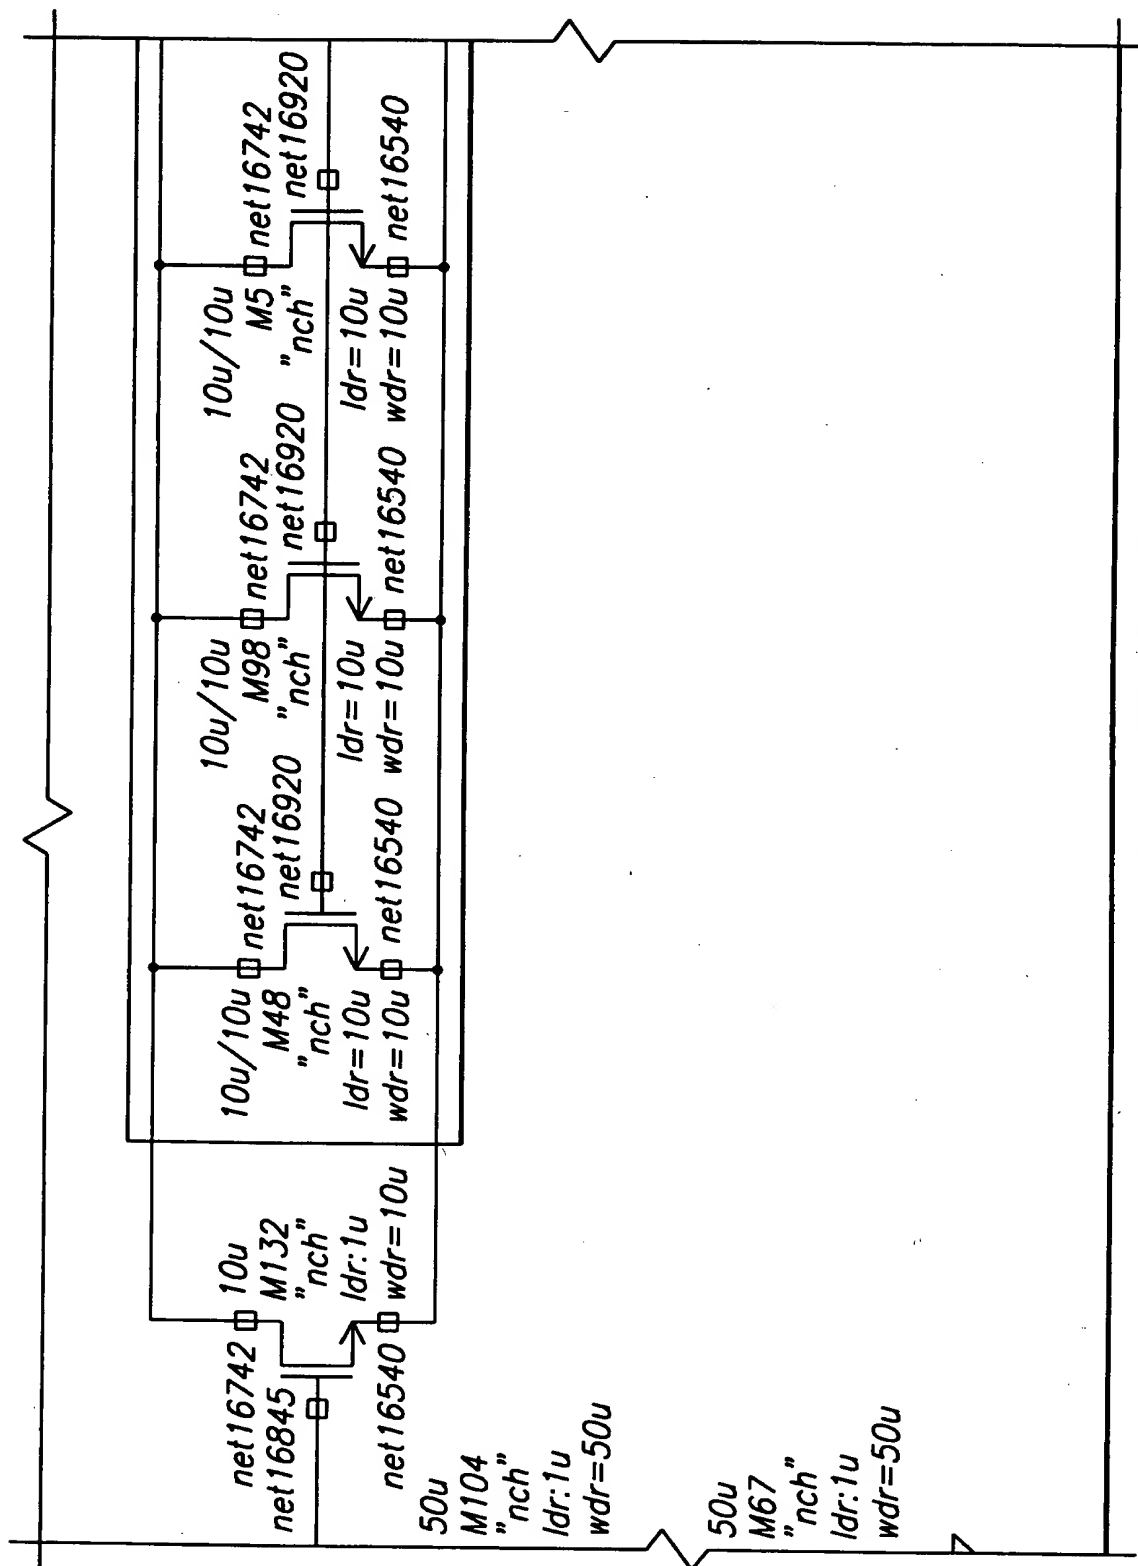 net16742
net16845
10u
M132
"nch"
ldr:1u
wdr=10u
net16540
10u/10u
M48
"nch"
ldr=10u
wdr=10u
net16742
net16920
net16540
10u/10u
M98
"nch"
ldr=10u
wdr=10u
net16742
net16920
net16540
10u/10u
M5
"nch"
ldr=10u
wdr=10u
net16742
net16920
net16540
50u
M104
"nch"
ldr:1u
wdr=50u
50u
M67
"nch"
ldr:1u
wdr=50u